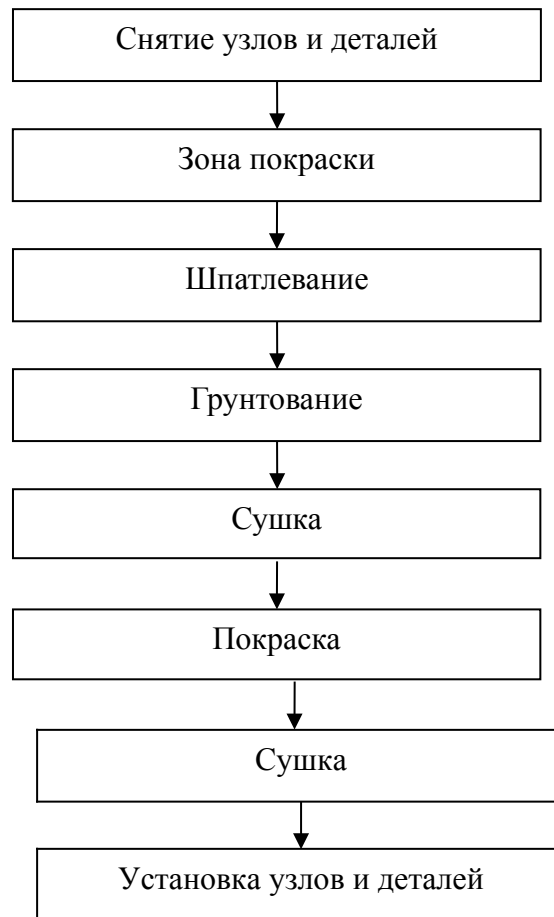 Снятие узлов и деталей
Зона покраски
Шпатлевание
Грунтование
Сушка
Покраска
Сушка
Установка узлов и деталей